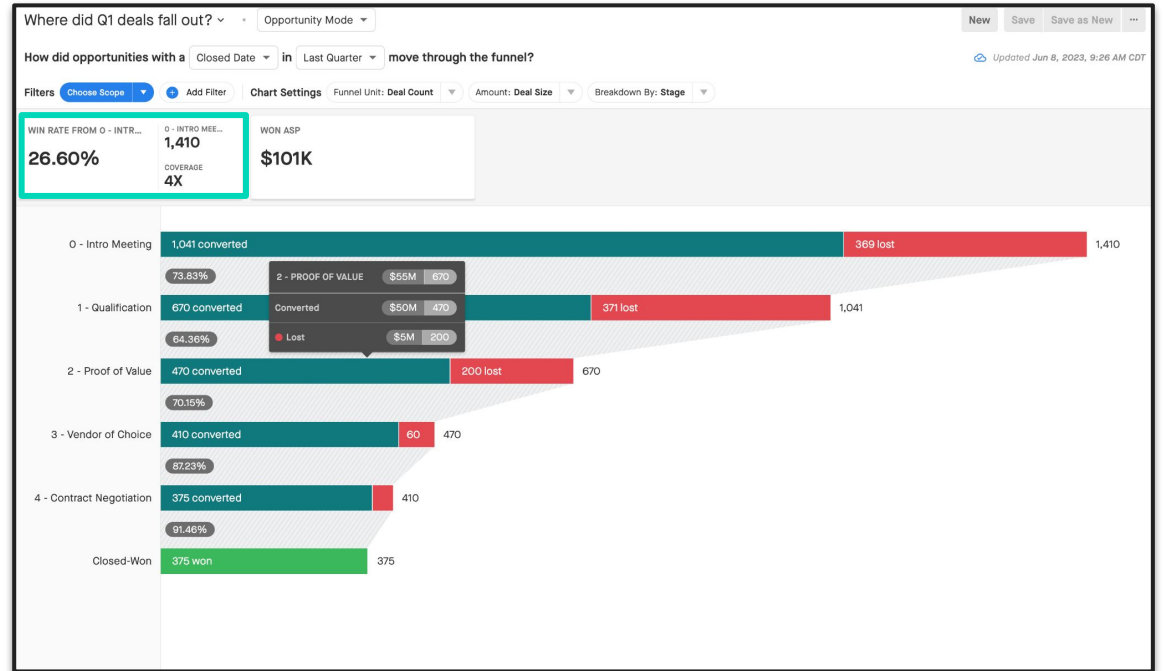 Where did Q1 deals fall out? • Opportunity Mode
New Save Save as New ...
How did opportunities with a Closed Date in Last Quarter move through the funnel?
Updated Jun 8, 2023, 9:26 AM CDT
Filters Choose Scope + Add Filter Chart Settings Funnel Unit: Deal Count Amount: Deal Size Breakdown By: Stage
WIN RATE FROM 0 - INTR...
26.60%
0 - INTRO MEE...
1,410
COVERAGE
4X
WON ASP
$101K
0 - Intro Meeting 1,041 converted 369 lost 1,410
73.83%
1 - Qualification 670 converted 371 lost 1,041
64.36%
2 - PROOF OF VALUE $55M 670
Converted $50M 470
Lost $5M 200
2 - Proof of Value 470 converted 200 lost 670
70.15%
3 - Vendor of Choice 410 converted 60 470
87.23%
4 - Contract Negotiation 375 converted 410
91.46%
Closed-Won 375 won 375